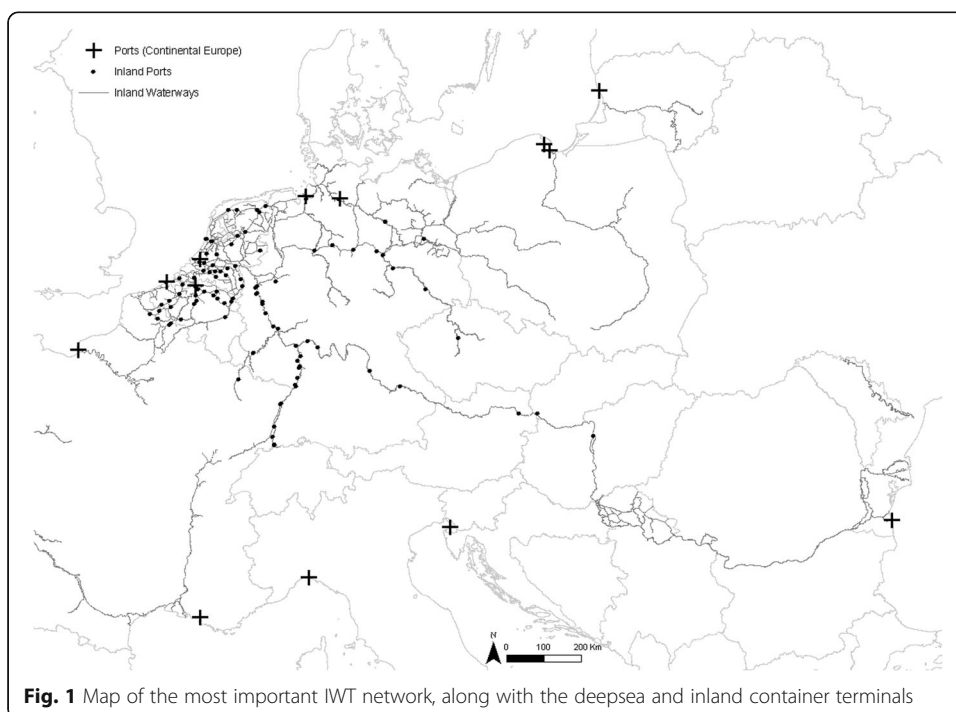 Ports (Continental Europe)
Inland Ports
Inland Waterways
N
0 100 200 Km
Fig. 1 Map of the most important IWT network, along with the deepsea and inland container terminals